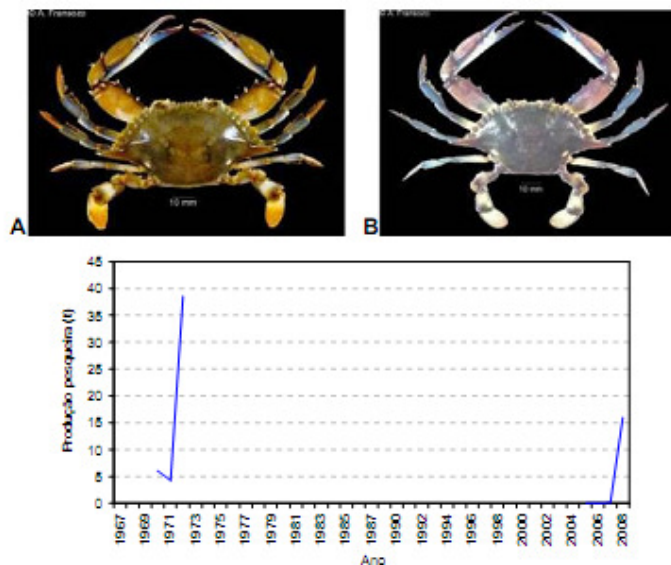 © A. Fransozo
© A. Fransozo
10 mm
10 mm
A
B
Produção pesqueira (t)
45
40
35
30
25
20
15
10
5
0
1967 1969 1971 1973 1975 1977 1979 1981 1983 1985 1987 1990 1992 1994 1996 1998 2000 2002 2004 2006 2008
Ano